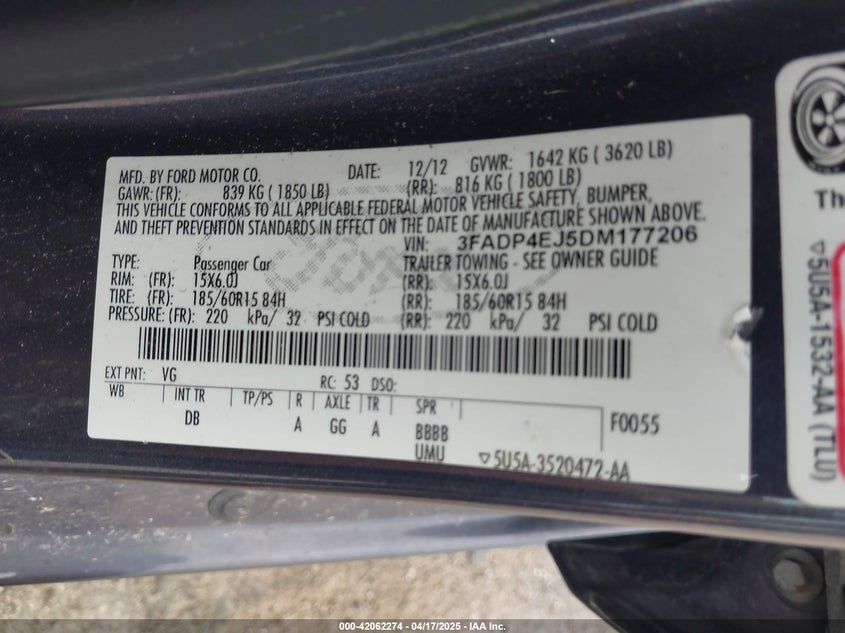 MFD. BY FORD MOTOR CO. DATE: 12/12 GVWR: 1642 KG ( 3620 LB)
GAWR: (FR): 839 KG ( 1850 LB) (RR): 816 KG ( 1800 LB)
THIS VEHICLE CONFORMS TO ALL APPLICABLE FEDERAL MOTOR VEHICLE SAFETY, BUMPER,
AND THEFT PREVENTION STANDARDS IN EFFECT ON THE DATE OF MANUFACTURE SHOWN ABOVE.
VIN: 3FADP4EJ5DM177206
TYPE: Passenger Car TRAILER TOWING - SEE OWNER GUIDE
RIM: (FR): 15X6.0J (RR): 15X6.0J
TIRE: (FR): 185/60R15 84H (RR): 185/60R15 84H
PRESSURE: (FR): 220 kPa/ 32 PSI COLD (RR): 220 kPa/ 32 PSI COLD
EXT PNT: VG RC: 53 DSO:
WB INT TR TP/PS R AXLE TR SPR
DB A GG A BBBB F0055
UMU ▽5U5A-3520472-AA
Th
▽5U5A-1532-AA (TLU)
000-42062274 - 04/17/2025 - IAA Inc.